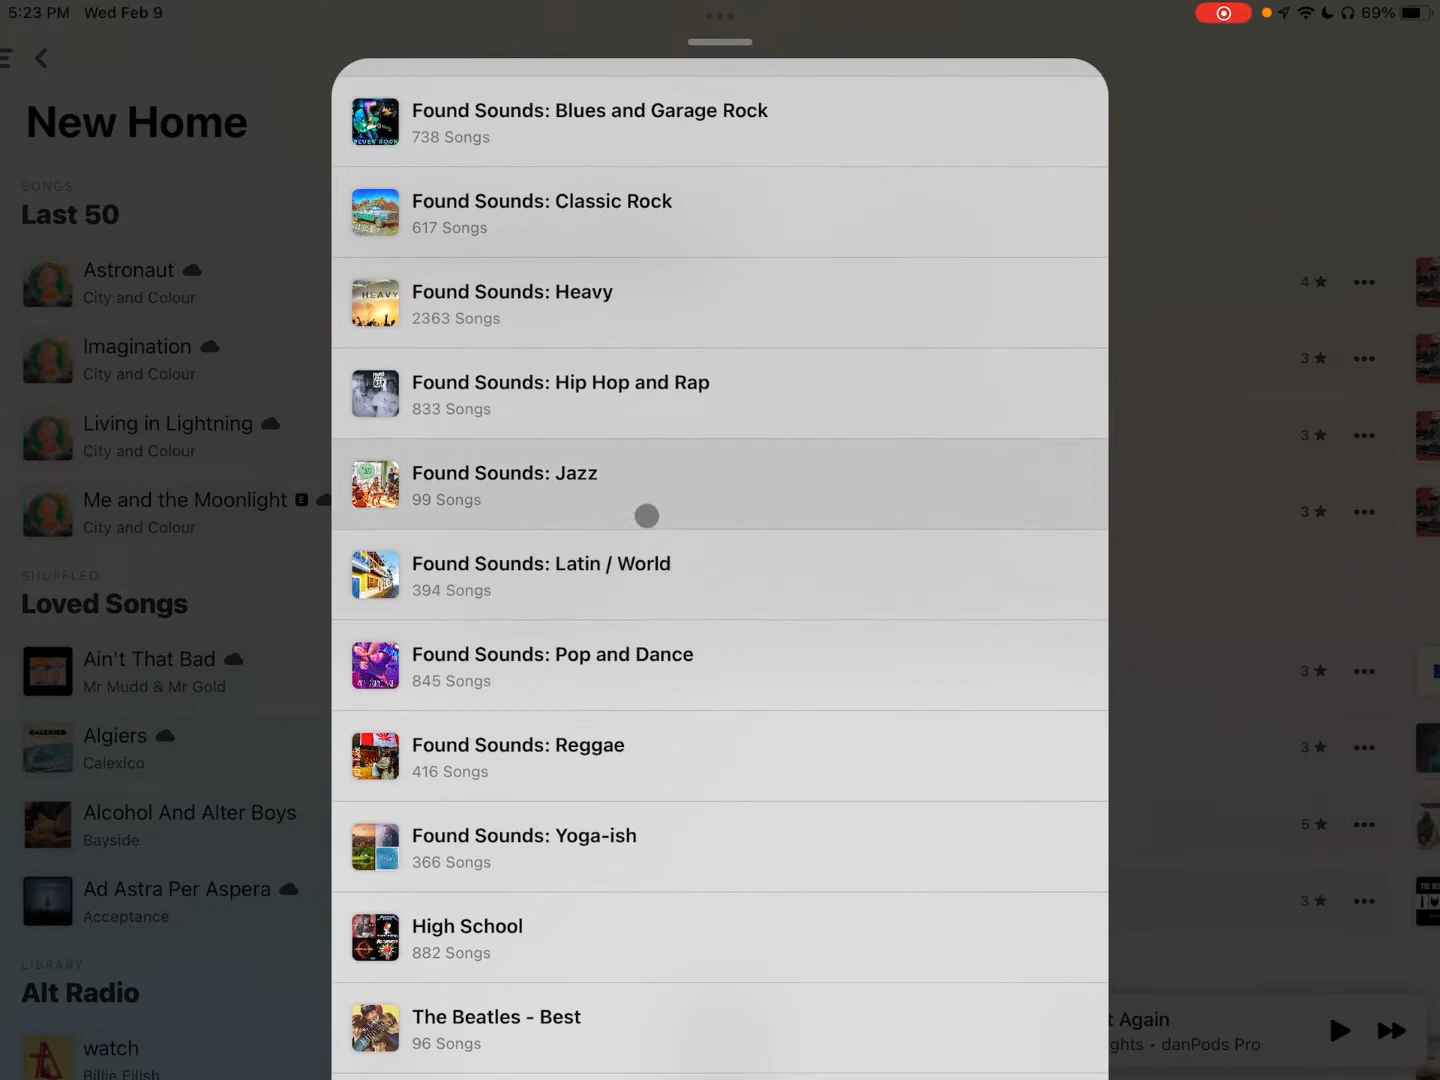 5:23 PM Wed Feb 9
69%
New Home
SONGS
Last 50
Astronaut
City and Colour
4
Imagination
City and Colour
3
Living in Lightning
City and Colour
3
Me and the Moonlight E
City and Colour
3
SHUFFLED
Loved Songs
Ain't That Bad
Mr Mudd & Mr Gold
3
Algiers
Calexico
3
Alcohol And Alter Boys
Bayside
5
Ad Astra Per Aspera
Acceptance
3
LIBRARY
Alt Radio
watch
Billie Eilish
Found Sounds: Blues and Garage Rock
738 Songs
Found Sounds: Classic Rock
617 Songs
HEAVY
Found Sounds: Heavy
2363 Songs
Found Sounds: Hip Hop and Rap
833 Songs
Found Sounds: Jazz
99 Songs
Found Sounds: Latin / World
394 Songs
Found Sounds: Pop and Dance
845 Songs
Found Sounds: Reggae
416 Songs
Found Sounds: Yoga-ish
366 Songs
High School
882 Songs
The Beatles - Best
96 Songs
t Again
ghts • danPods Pro